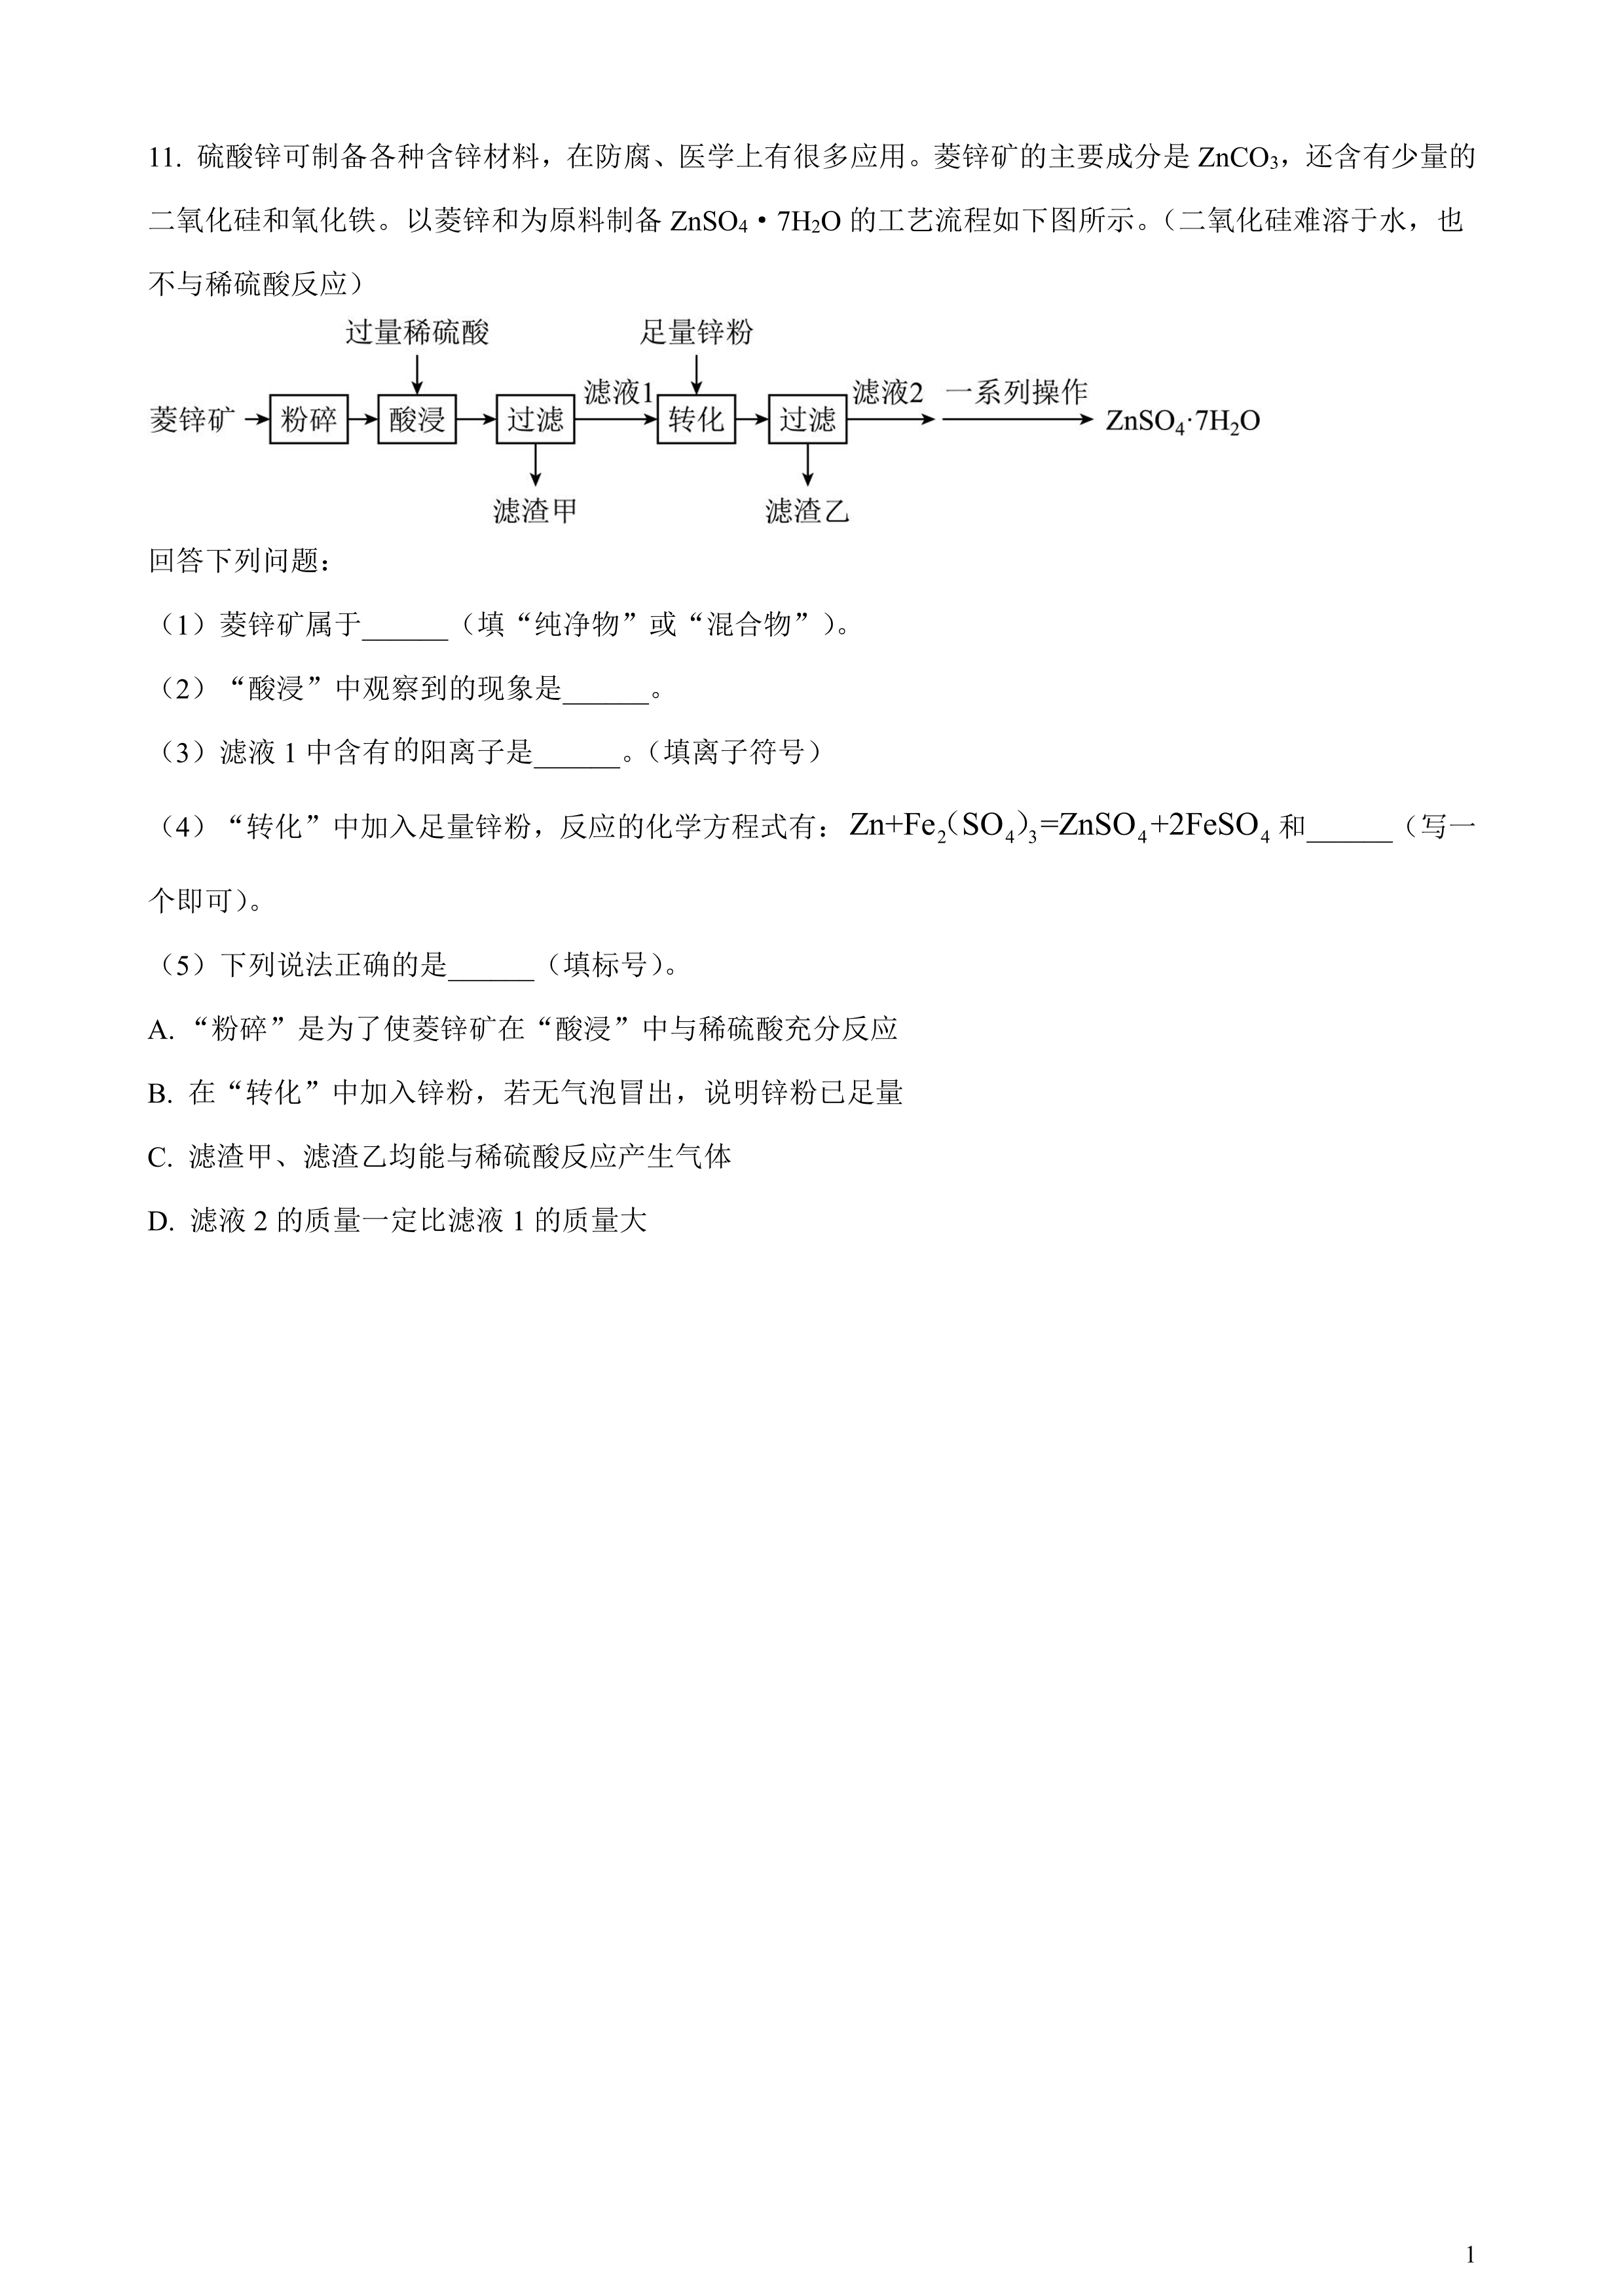 11. 硫酸锌可制备各种含锌材料，在防腐、医学上有很多应用。菱锌矿的主要成分是 ZnCO₃，还含有少量的
二氧化硅和氧化铁。以菱锌和为原料制备 ZnSO₄·7H₂O 的工艺流程如下图所示。（二氧化硅难溶于水，也
不与稀硫酸反应）
过量稀硫酸 足量锌粉
滤液1 滤液2 一系列操作
菱锌矿 粉碎 酸浸 过滤 转化 过滤 ZnSO₄·7H₂O
滤渣甲 滤渣乙
回答下列问题：
（1）菱锌矿属于______（填“纯净物”或“混合物”）。
（2）“酸浸”中观察到的现象是______。
（3）滤液 1 中含有的阳离子是______。（填离子符号）
（4）“转化”中加入足量锌粉，反应的化学方程式有：Zn+Fe₂(SO₄)₃=ZnSO₄+2FeSO₄ 和______（写一
个即可）。
（5）下列说法正确的是______（填标号）。
A. “粉碎”是为了使菱锌矿在“酸浸”中与稀硫酸充分反应
B. 在“转化”中加入锌粉，若无气泡冒出，说明锌粉已足量
C. 滤渣甲、滤渣乙均能与稀硫酸反应产生气体
D. 滤液 2 的质量一定比滤液 1 的质量大
1